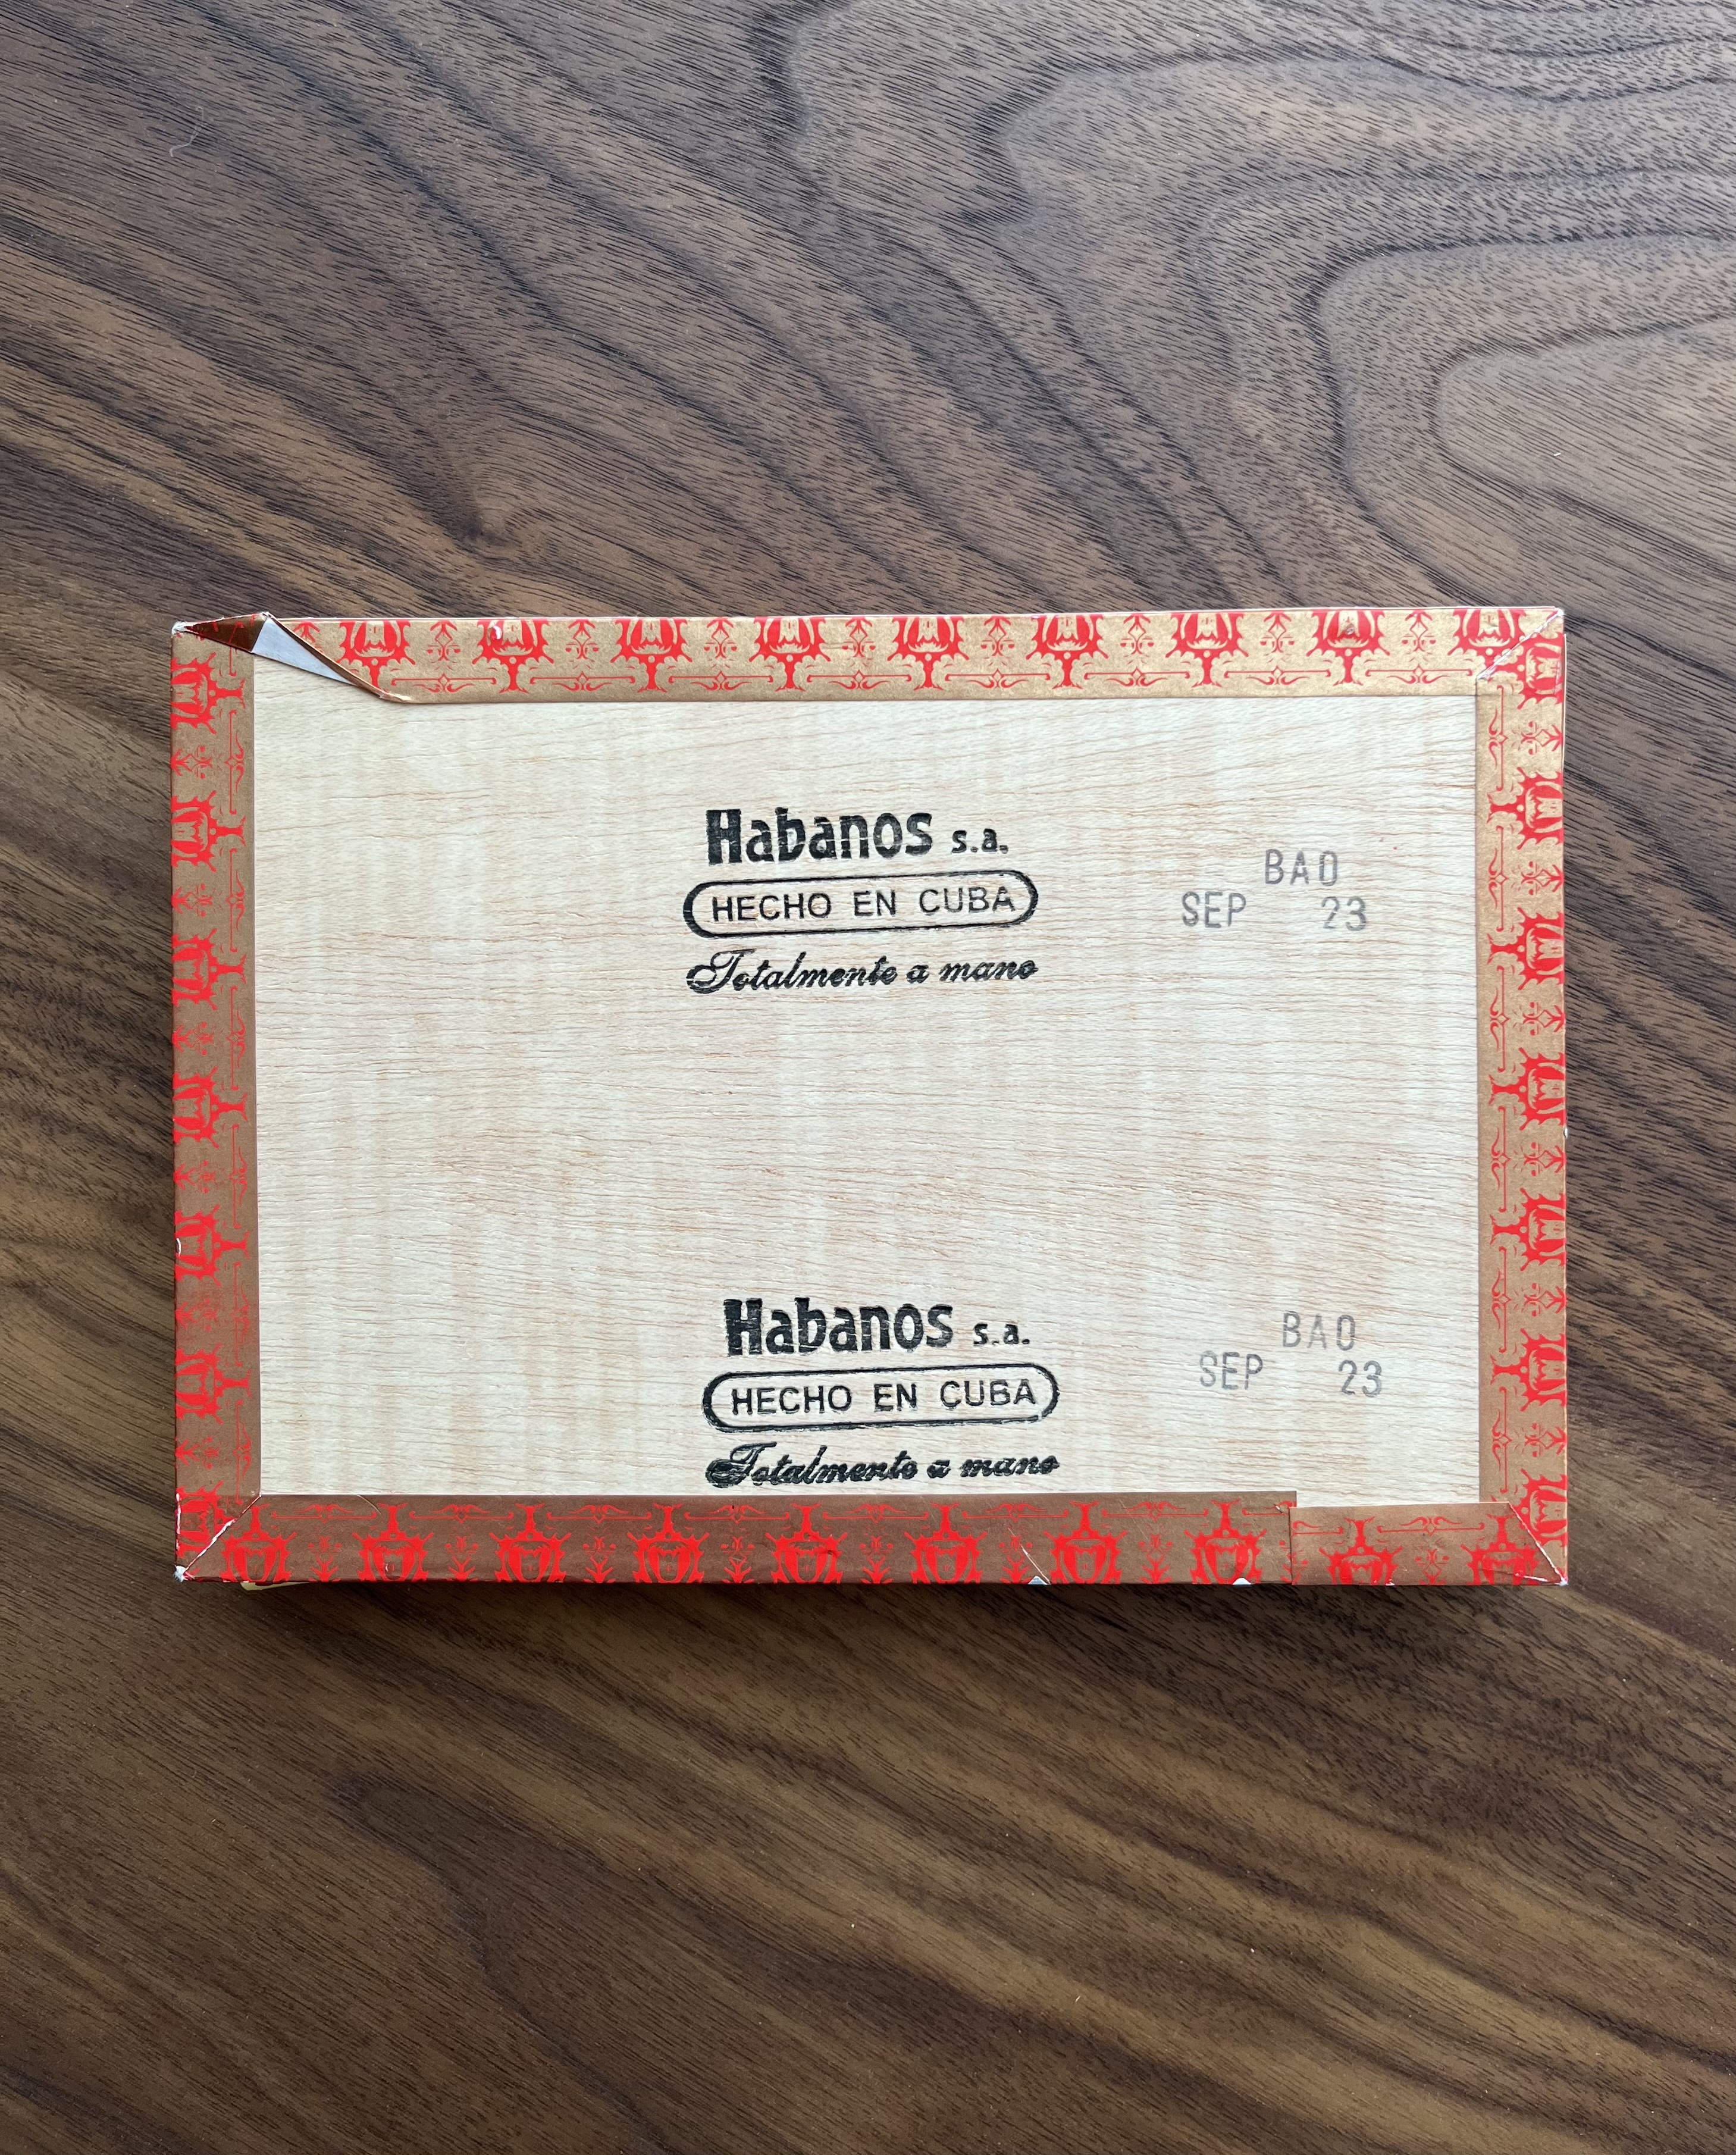 Habanos s.a.
HECHO EN CUBA
Totalmente a mano
BAO
SEP 23
Habanos s.a.
HECHO EN CUBA
Totalmente a mano
BAO
SEP 23